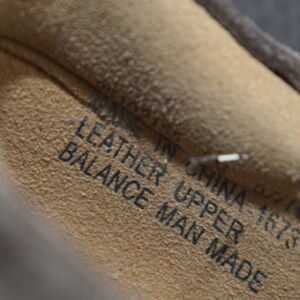 MADE IN CHINA 1673
LEATHER UPPER
BALANCE MAN MADE